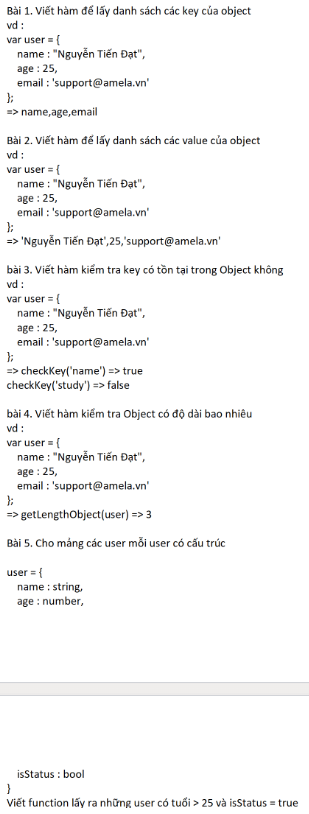 Bài 1. Viết hàm để lấy danh sách các key của object
vd :
var user = {
name : "Nguyễn Tiến Đạt",
age : 25,
email : 'support@amela.vn'
};
=> name,age,email
Bài 2. Viết hàm để lấy danh sách các value của object
vd :
var user = {
name : "Nguyễn Tiến Đạt",
age : 25,
email : 'support@amela.vn'
};
=> 'Nguyễn Tiến Đạt',25,'support@amela.vn'
bài 3. Viết hàm kiểm tra key có tồn tại trong Object không
vd :
var user = {
name : "Nguyễn Tiến Đạt",
age : 25,
email : 'support@amela.vn'
};
=> checkKey('name') => true
checkKey('study') => false
bài 4. Viết hàm kiểm tra Object có độ dài bao nhiêu
vd :
var user = {
name : "Nguyễn Tiến Đạt",
age : 25,
email : 'support@amela.vn'
};
=> getLengthObject(user) => 3
Bài 5. Cho mảng các user mỗi user có cấu trúc
user = {
name : string,
age : number,
isStatus : bool
}
Viết function lấy ra những user có tuổi > 25 và isStatus = true